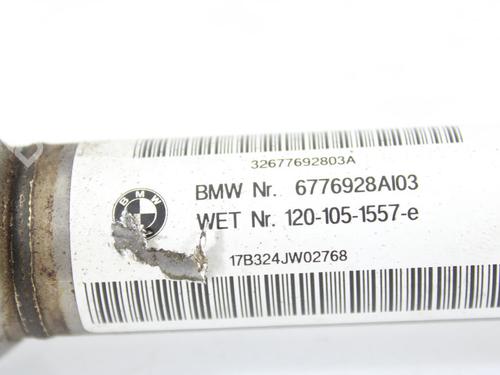 32677692803A
BMW
BMW Nr. 6776928AI03
WET Nr. 120-105-1557-e
17B324JW02768